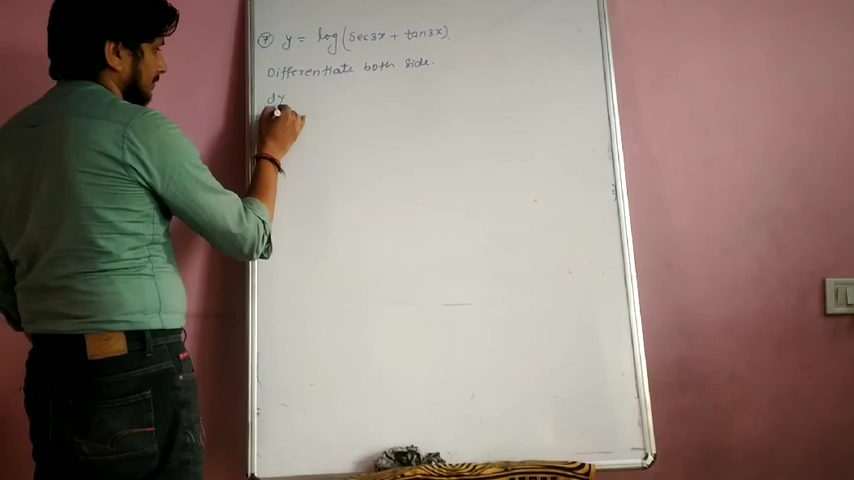 ⑦ y = log(sec3x + tan3x).
Differentiate both side.
dy